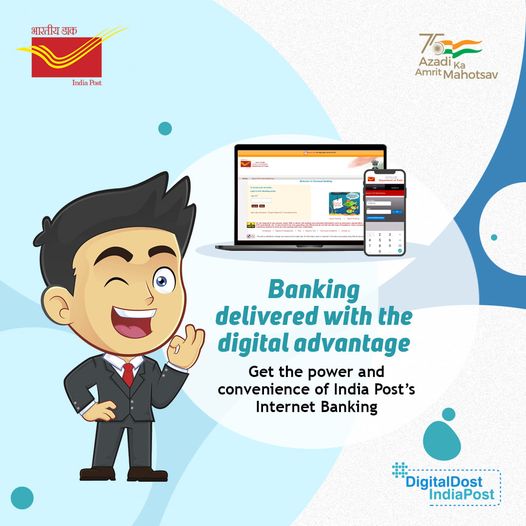 भारतीय डाक
India Post
75
Azadi Ka
Amrit Mahotsav
Banking
delivered with the
digital advantage
Get the power and
convenience of India Post’s
Internet Banking
DigitalDost
IndiaPost